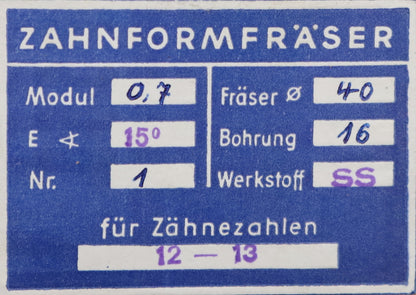 ZAHNFORMFRÄSER
Modul 0,7 Fräser ⌀ 40
E ∢ 15° Bohrung 16
Nr. 1 Werkstoff SS
für Zähnezahlen
12 — 13